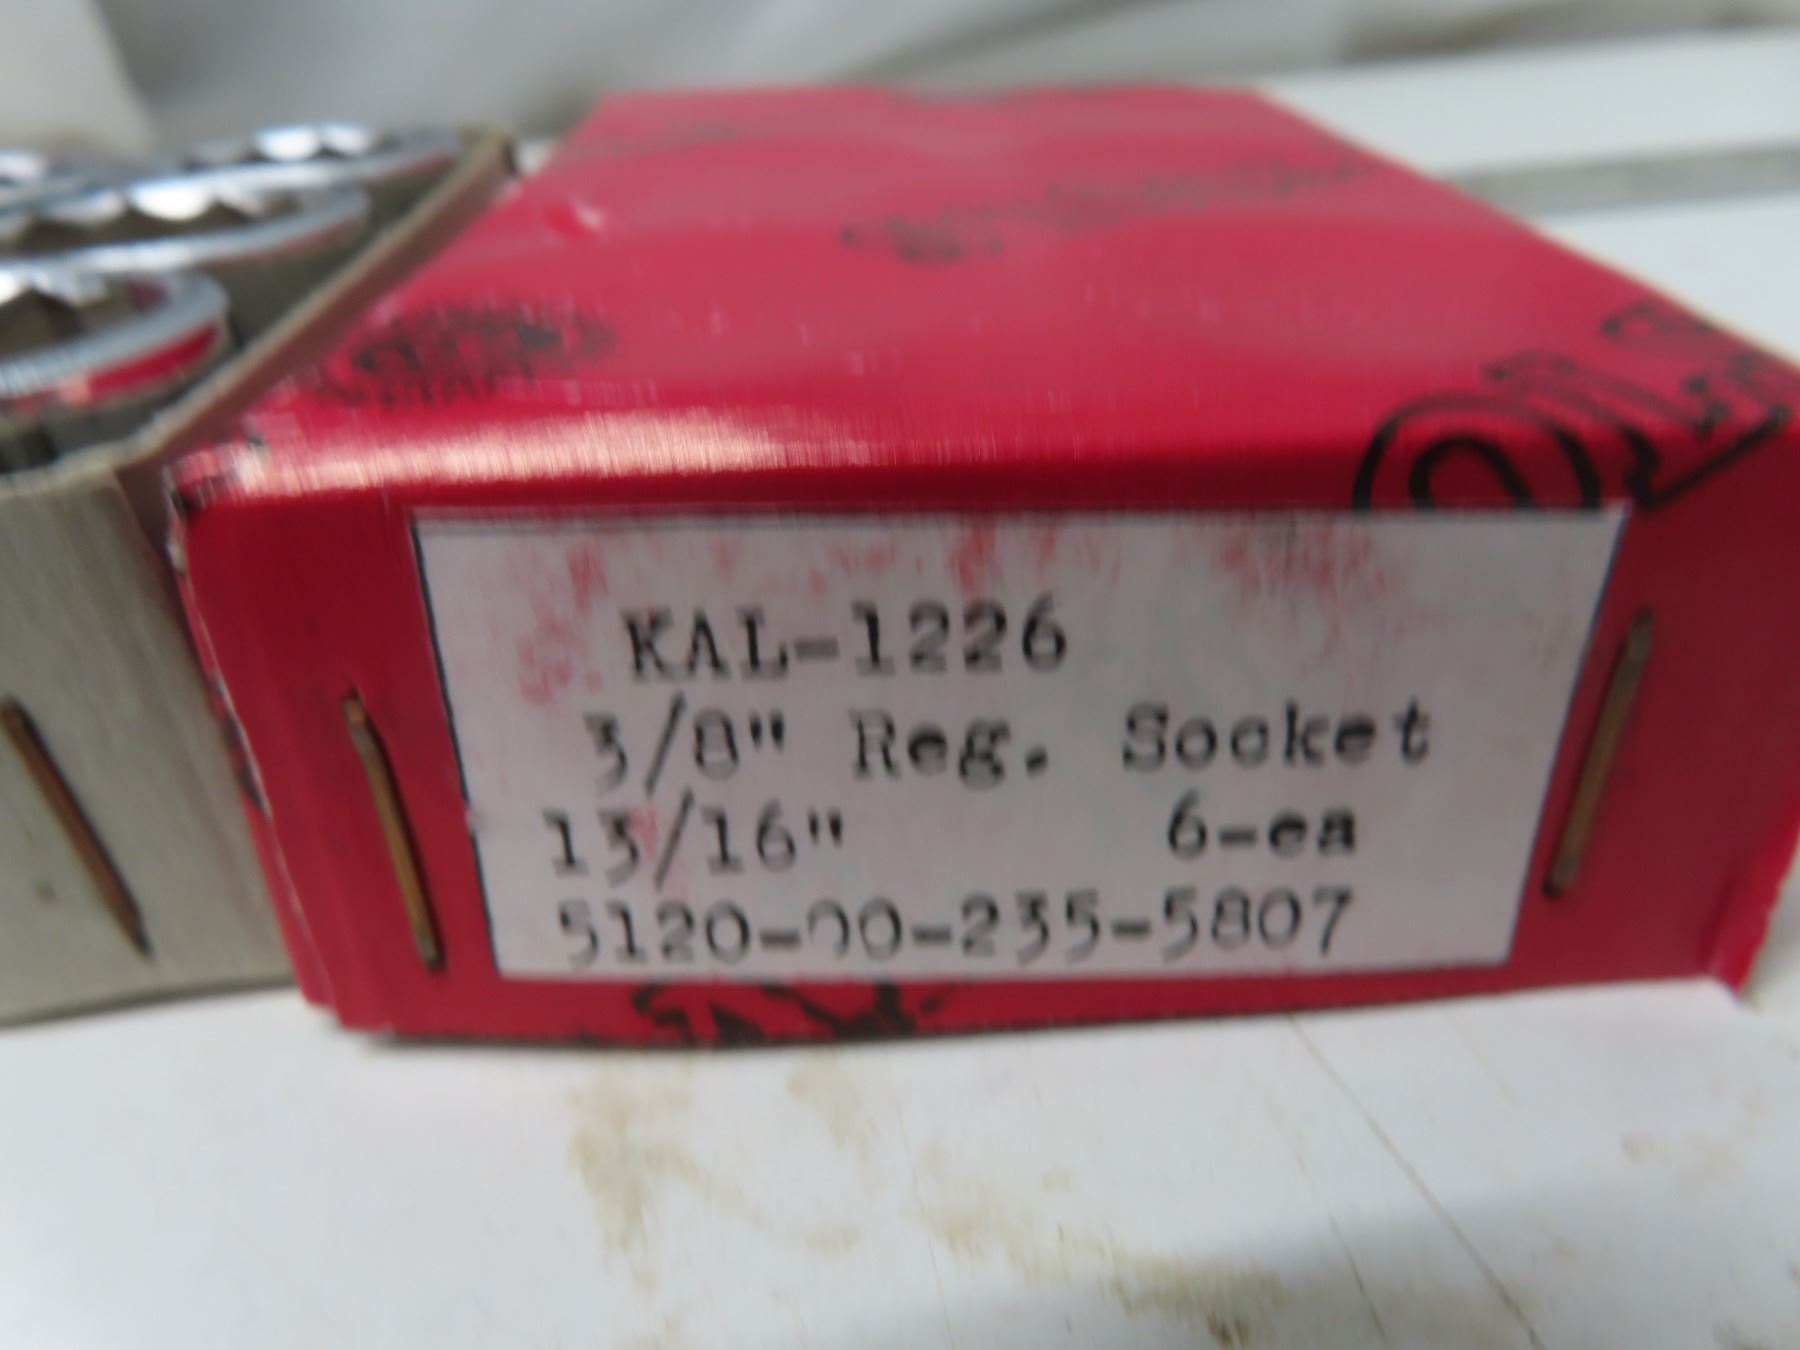 KAL-1226
3/8" Reg. Socket
13/16" 6-ea
5120-00-235-5807